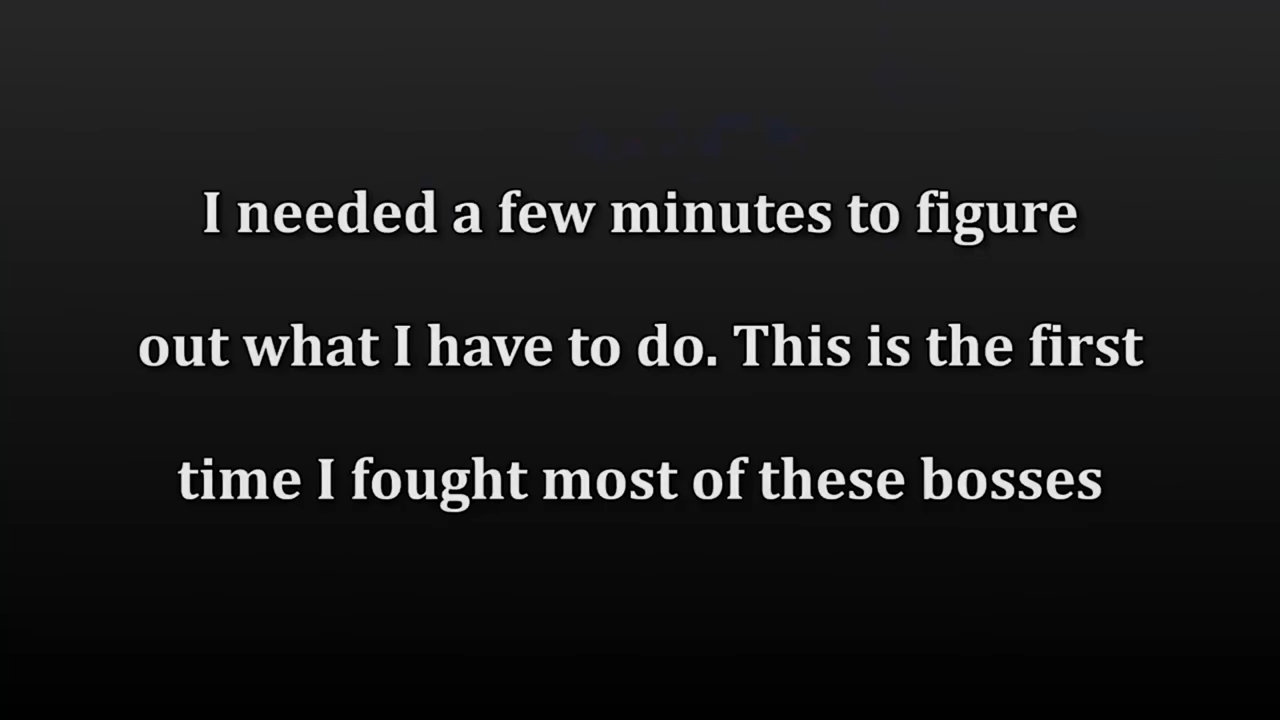 I needed a few minutes to figure
out what I have to do. This is the first
time I fought most of these bosses